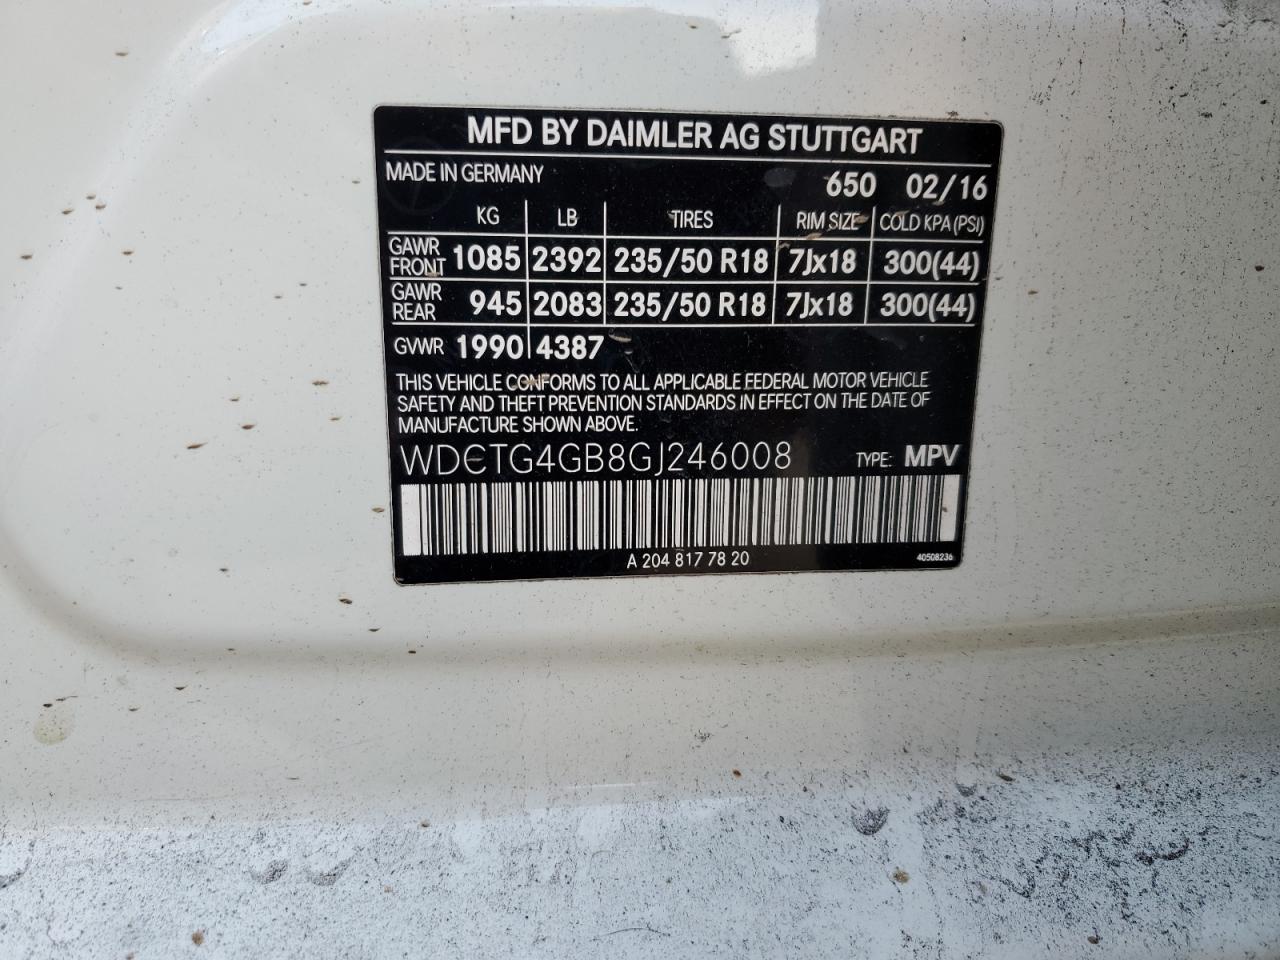 MFD BY DAIMLER AG STUTTGART
MADE IN GERMANY 650 02/16
KG LB TIRES RIM SIZE COLD KPA (PSI)
GAWR FRONT 1085 2392 235/50 R18 7Jx18 300(44)
GAWR REAR 945 2083 235/50 R18 7Jx18 300(44)
GVWR 1990 4387
THIS VEHICLE CONFORMS TO ALL APPLICABLE FEDERAL MOTOR VEHICLE
SAFETY AND THEFT PREVENTION STANDARDS IN EFFECT ON THE DATE OF
MANUFACTURE SHOWN ABOVE.
WDCTG4GB8GJ246008 TYPE: MPV
A 204 817 78 20 40508236